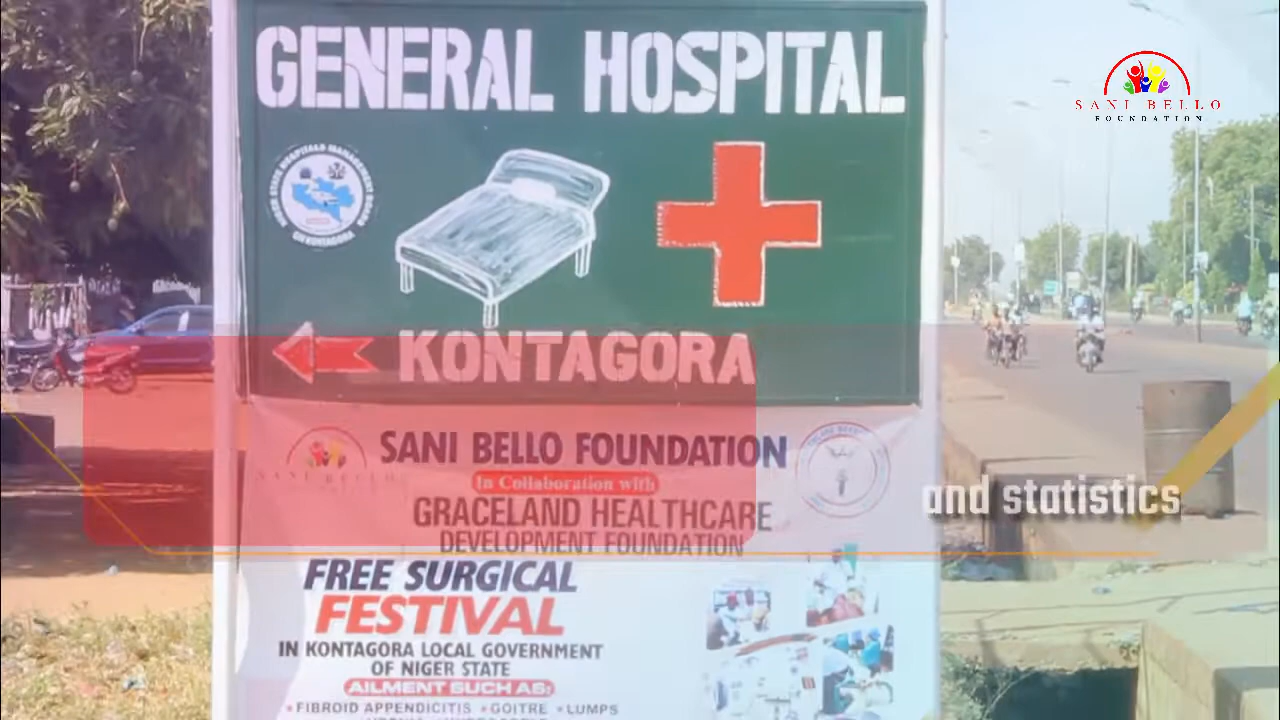 GENERAL HOSPITAL
SANI BELLO
FOUNDATION
KONTAGORA
SANI BELLO FOUNDATION
In Collaboration with
GRACELAND HEALTHCARE
DEVELOPMENT FOUNDATION
and statistics
FREE SURGICAL
FESTIVAL
IN KONTAGORA LOCAL GOVERNMENT
OF NIGER STATE
AILMENT SUCH AS:
• FIBROID APPENDICITIS • GOITRE • LUMPS